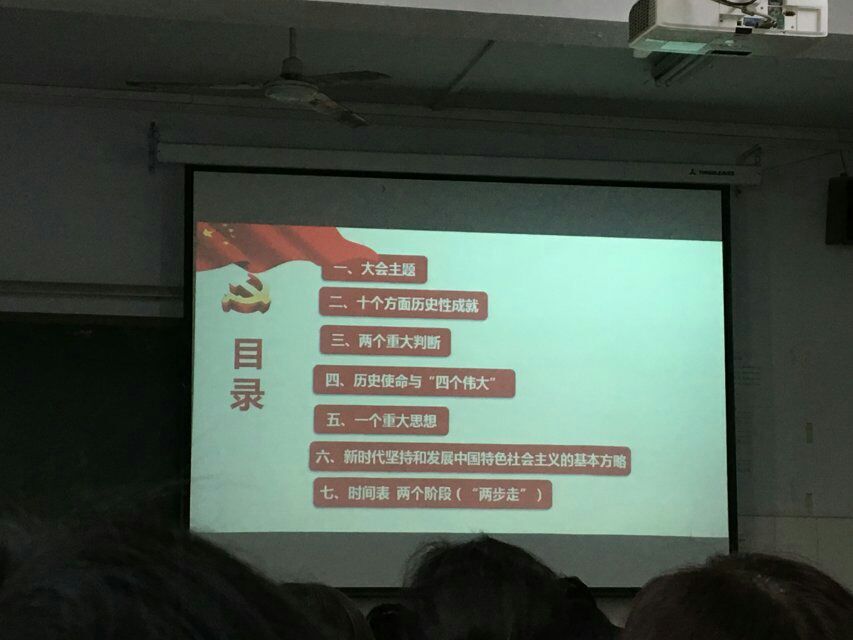 一、大会主题
二、十个方面历史性成就
三、两个重大判断
目录
四、历史使命与“四个伟大”
五、一个重大思想
六、新时代坚持和发展中国特色社会主义的基本方略
七、时间表 两个阶段（“两步走”）